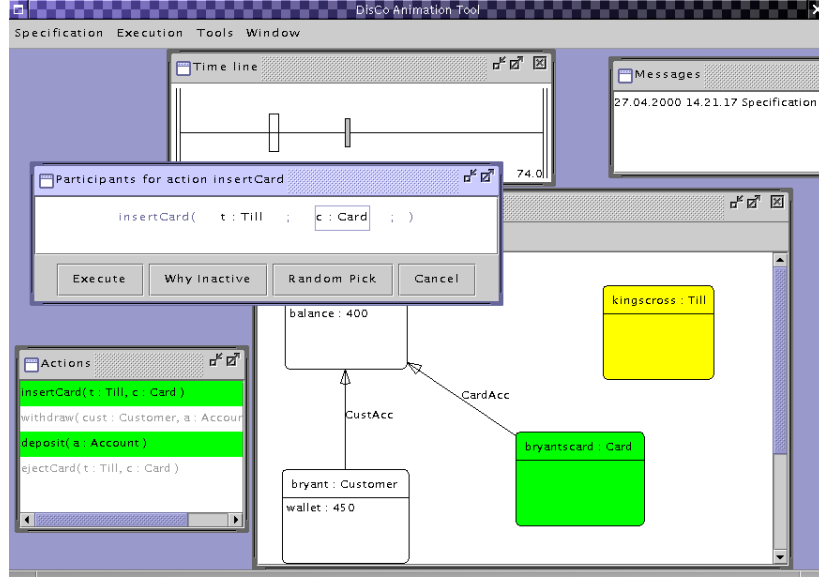 DisCo Animation Tool
Specification Execution Tools Window
Time line
74.0
Messages
27.04.2000 14.21.17 Specification
Participants for action insertCard
insertCard( t : Till ; c : Card ; )
Execute Why Inactive Random Pick Cancel
balance : 400
kingscross : Till
CardAcc
CustAcc
bryantscard : Card
bryant : Customer
wallet : 450
Actions
insertCard( t : Till, c : Card )
withdraw( cust : Customer, a : Accour
deposit( a : Account )
ejectCard( t : Till, c : Card )